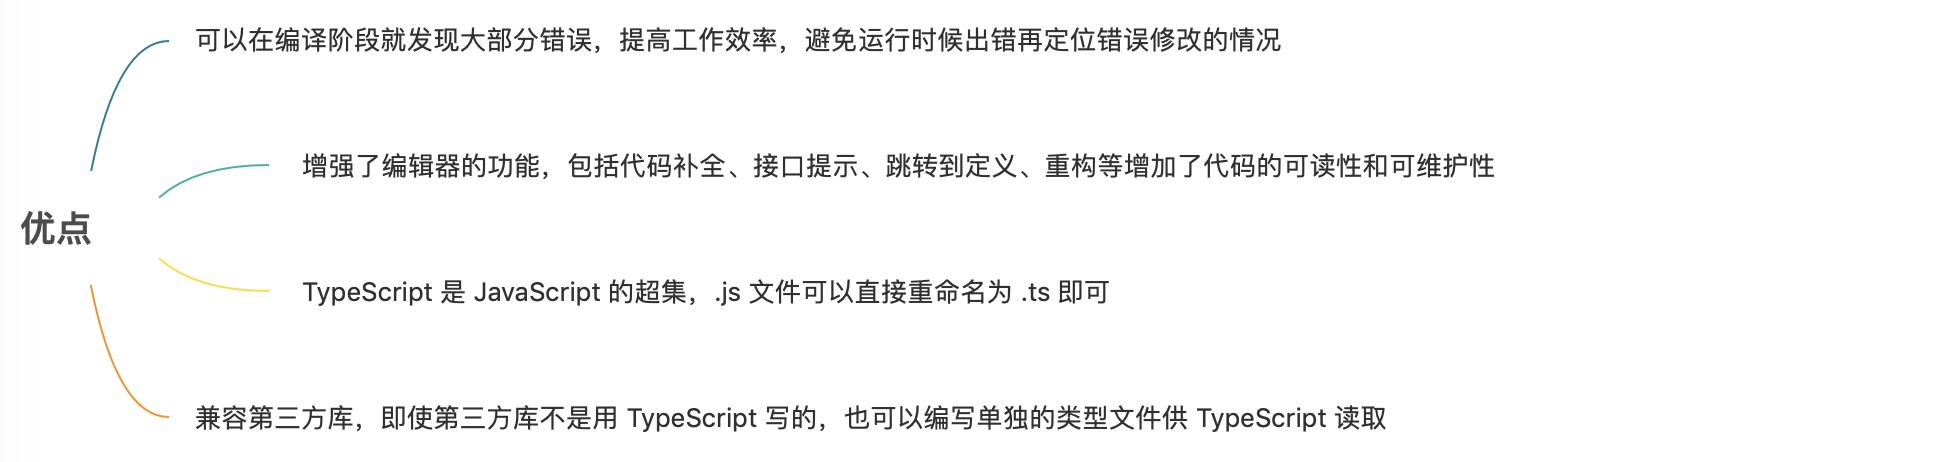 可以在编译阶段就发现大部分错误，提高工作效率，避免运行时候出错再定位错误修改的情况
增强了编辑器的功能，包括代码补全、接口提示、跳转到定义、重构等增加了代码的可读性和可维护性
优点
TypeScript 是 JavaScript 的超集，.js 文件可以直接重命名为 .ts 即可
兼容第三方库，即使第三方库不是用 TypeScript 写的，也可以编写单独的类型文件供 TypeScript 读取